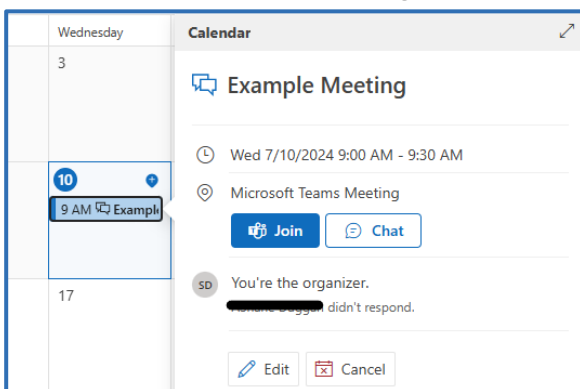 Wednesday
3
10
9 AM Example
17
Calendar
Example Meeting
Wed 7/10/2024 9:00 AM - 9:30 AM
Microsoft Teams Meeting
Join
Chat
SD
You're the organizer.
didn't respond.
Edit
Cancel